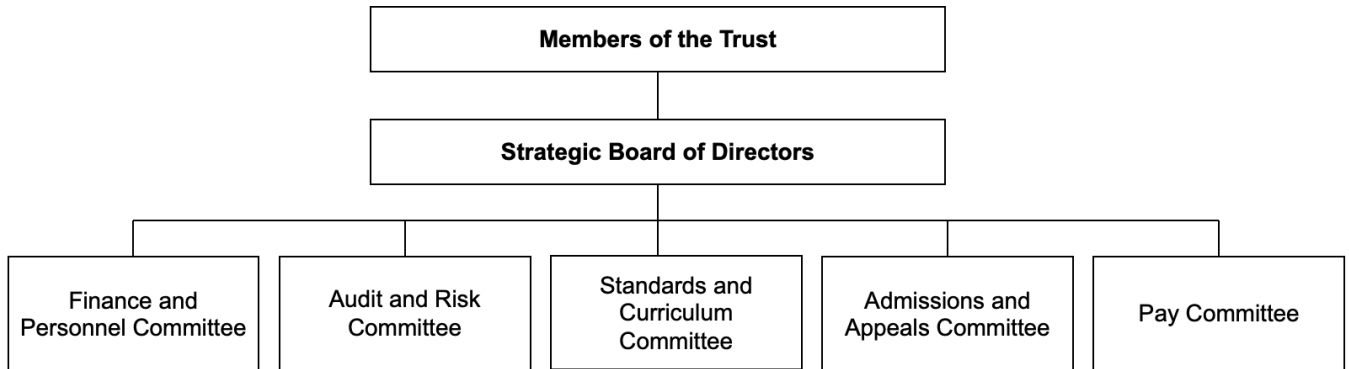 Members of the Trust
Strategic Board of Directors
Finance and
Personnel Committee
Audit and Risk
Committee
Standards and
Curriculum
Committee
Admissions and
Appeals Committee
Pay Committee